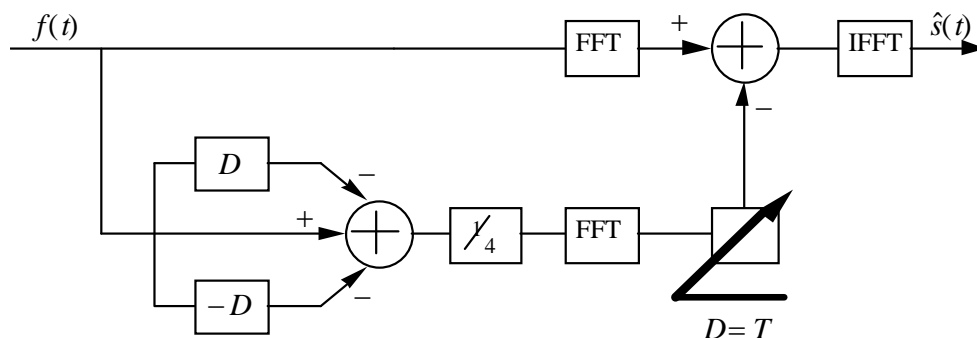 f(t)
FFT
+
IFFT
ŝ(t)
−
D
−
+
1/4
FFT
−D
−
D = T